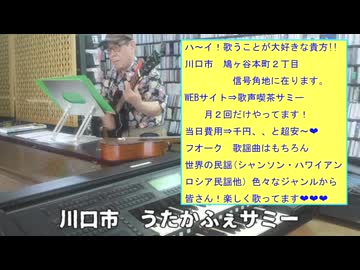 ハ～イ！歌うことが大好きな貴方!!
川口市　鳩ヶ谷本町２丁目
信号角地に在ります。
WEBサイト⇒歌声喫茶サミー
月２回だけやってます！
当日費用⇒千円、、と超安～❤
フオーク　歌謡曲はもちろん
世界の民謡(シャンソン・ハワイアン
ロシア民謡他)　色々なジャンルから
皆さん！楽しく歌ってます❤❤❤
川口市　うたかふぇサミー